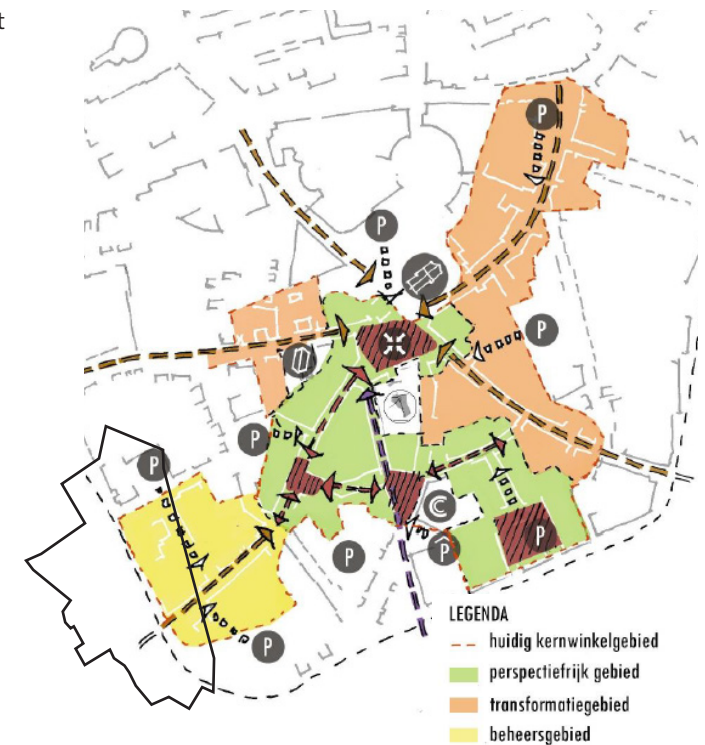 t
P
P
P
P
P
P
C
P
P
P
LEGENDA
huidig kernwinkelgebied
perspectiefrijk gebied
transformatiegebied
beheersgebied